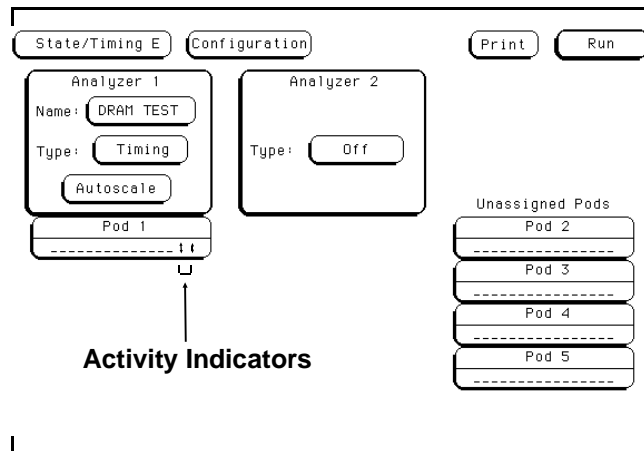 State/Timing E Configuration Print Run
Analyzer 1
Name: DRAM TEST
Type: Timing
Autoscale
Pod 1
Analyzer 2
Type: Off
Unassigned Pods
Pod 2
Pod 3
Pod 4
Pod 5
Activity Indicators